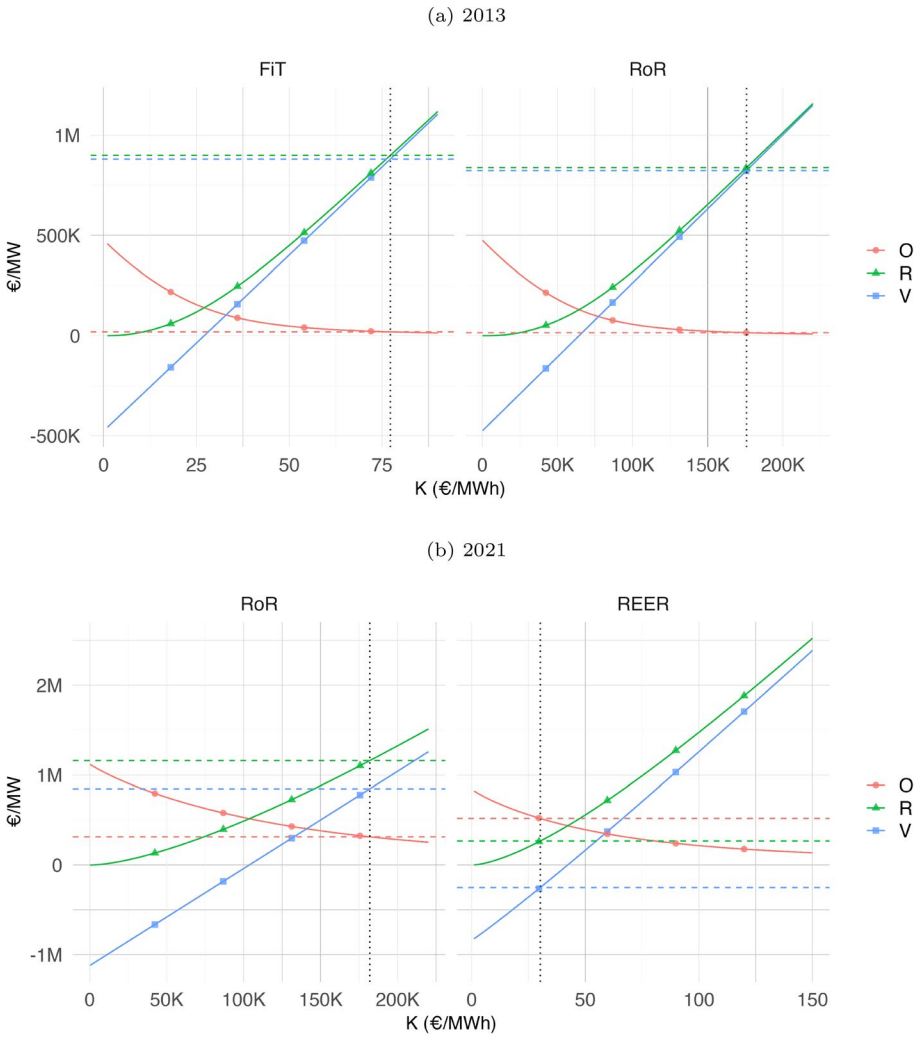 (a) 2013
FiT
RoR
1M
500K
0
-500K
€/MW
0 25 50 75
0 50K 100K 150K 200K
K (€/MWh)
O
R
V
(b) 2021
RoR
REER
2M
1M
0
-1M
€/MW
0 50K 100K 150K 200K
0 50 100 150
K (€/MWh)
O
R
V